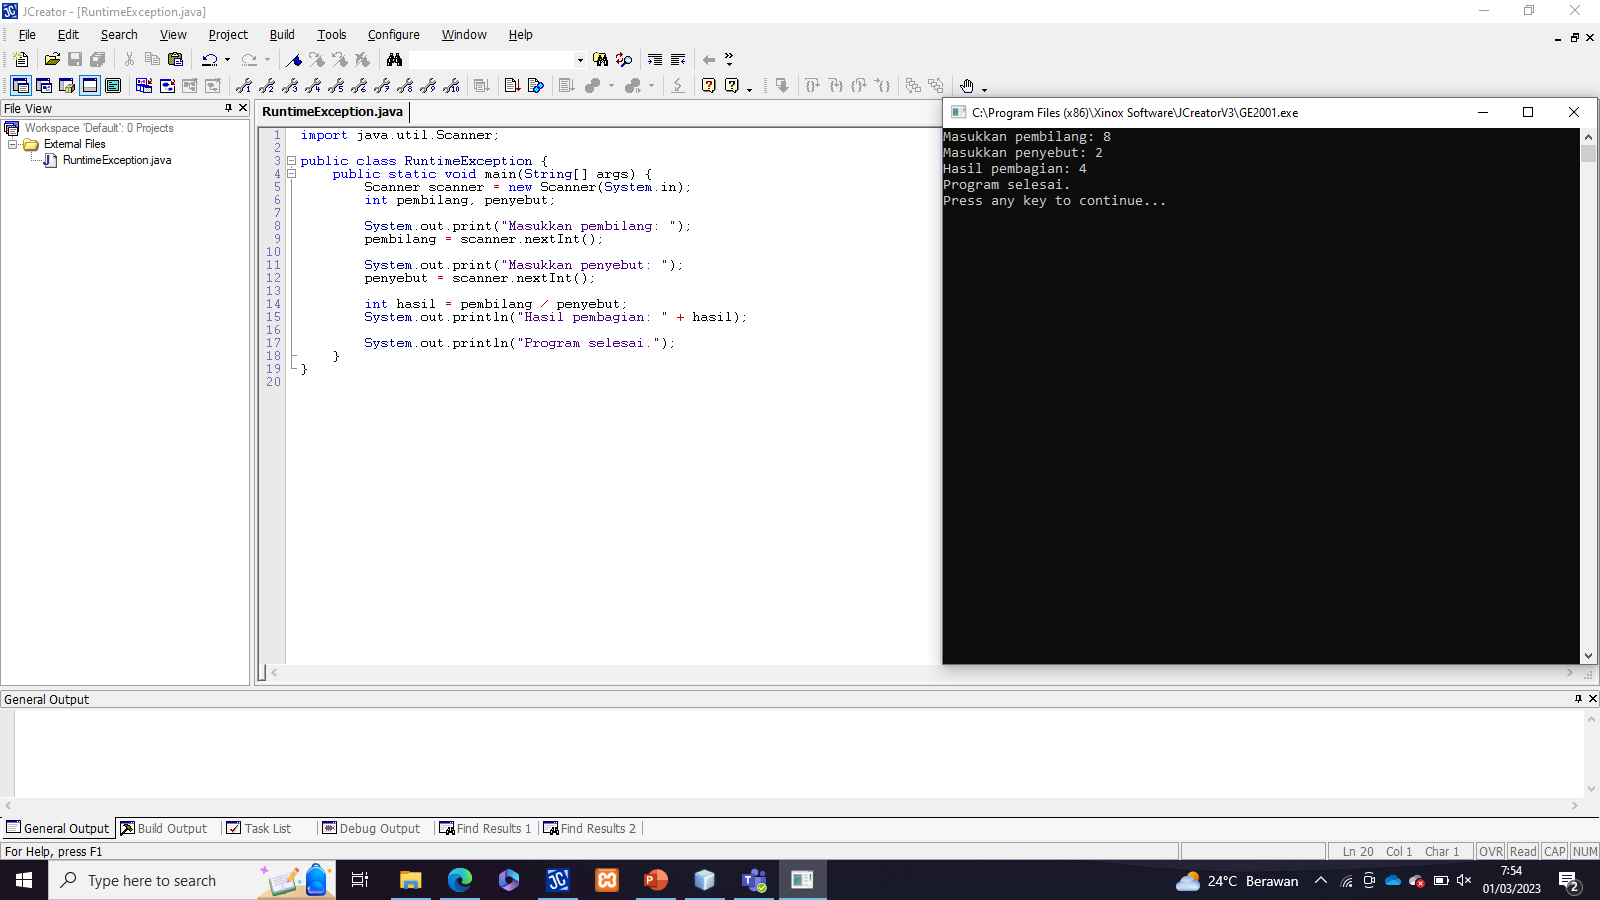 JCreator - [RuntimeException.java]
File Edit Search View Project Build Tools Configure Window Help
File View
Workspace 'Default': 0 Projects
External Files
RuntimeException.java
RuntimeException.java
1 import java.util.Scanner;
2
3 public class RuntimeException {
4 public static void main(String[] args) {
5 Scanner scanner = new Scanner(System.in);
6 int pembilang, penyebut;
7
8 System.out.print("Masukkan pembilang: ");
9 pembilang = scanner.nextInt();
10
11 System.out.print("Masukkan penyebut: ");
12 penyebut = scanner.nextInt();
13
14 int hasil = pembilang / penyebut;
15 System.out.println("Hasil pembagian: " + hasil);
16
17 System.out.println("Program selesai.");
18 }
19 }
20
C:\Program Files (x86)\Xinox Software\JCreatorV3\GE2001.exe
Masukkan pembilang: 8
Masukkan penyebut: 2
Hasil pembagian: 4
Program selesai.
Press any key to continue...
General Output
General Output Build Output Task List Debug Output Find Results 1 Find Results 2
For Help, press F1
Ln 20 Col 1 Char 1 OVR Read CAP NUM
Type here to search
24°C Berawan
7:54
01/03/2023
2